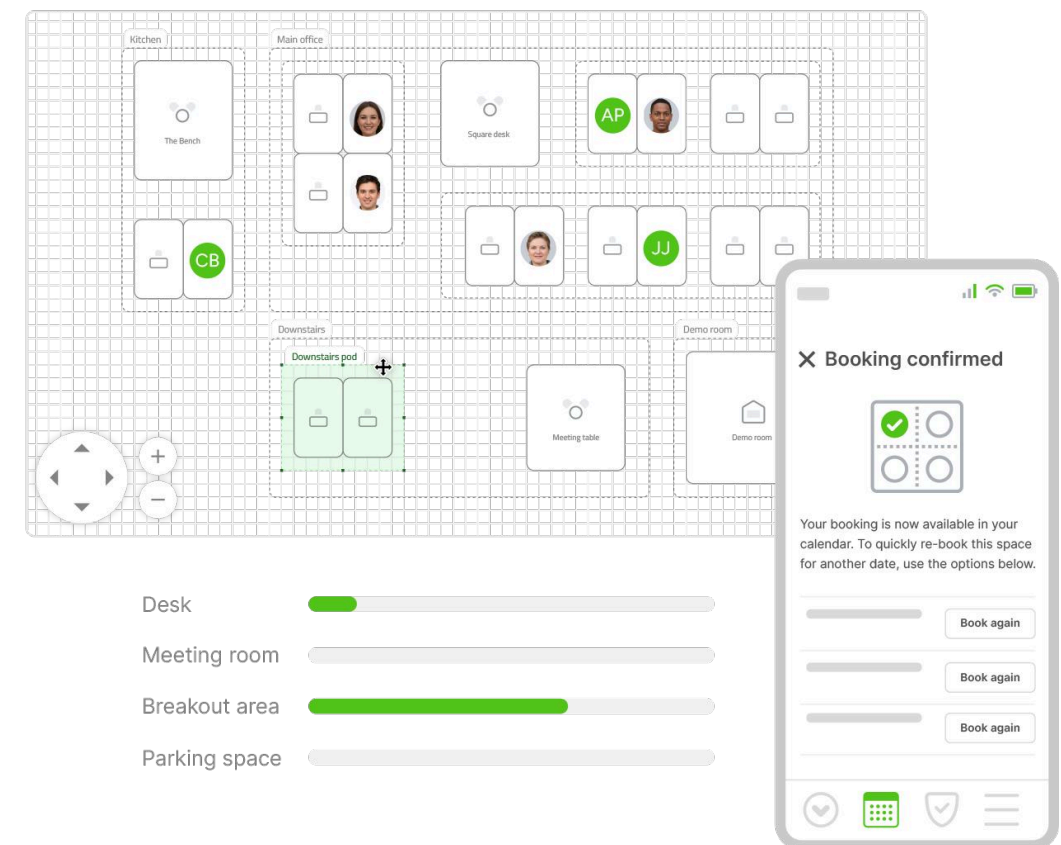 Kitchen
Main office
The Bench
Square desk
AP
CB
JJ
Downstairs
Downstairs pod
Meeting table
Demo room
Demo room
+
−
Desk
Meeting room
Breakout area
Parking space
Booking confirmed
Your booking is now available in your
calendar. To quickly re-book this space
for another date, use the options below.
Book again
Book again
Book again